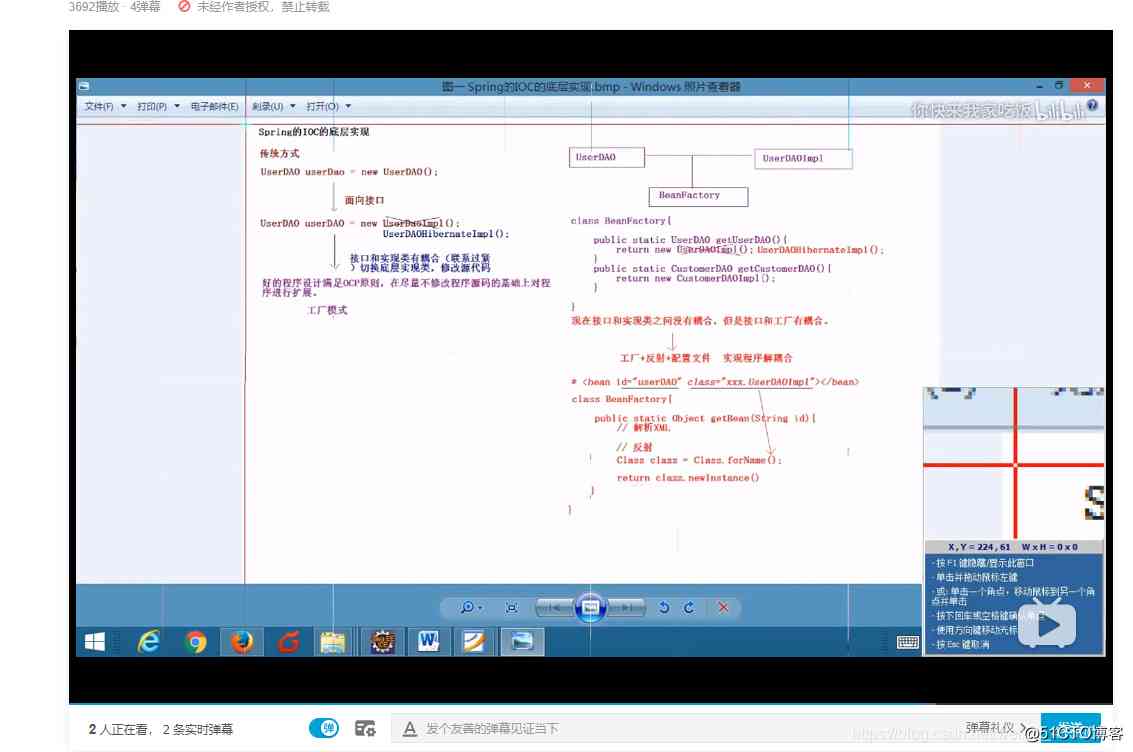 3692播放 · 4弹幕 未经作者授权，禁止转载
图一 Spring的IOC的底层实现.bmp - Windows 照片查看器
文件(F) 打印(P) 电子邮件(E) 刻录(U) 打开(O)
你快来我家吃饭 bilibili
Spring的IOC的底层实现
传统方式
UserDAO userDao = new UserDAO();
面向接口
UserDAO userDAO = new UserDaoImpl();
UserDAOHibernateImpl();
接口和实现类有耦合（联系过紧
）切换底层实现类，修改源代码
好的程序设计满足OCP原则，在尽量不修改程序源码的基础上对程
序进行扩展。
工厂模式
UserDAO
UserDAOImpl
BeanFactory
class BeanFactory{
public static UserDAO getUserDAO(){
return new UserDAOImpl(); UserDAOHibernateImpl();
}
public static CustomerDAO getCustomerDAO(){
return new CustomerDAOImpl();
}
}
现在接口和实现类之间没有耦合，但是接口和工厂有耦合。
工厂+反射+配置文件 实现程序解耦合
# <bean id="userDAO" class="xxx.UserDAOImpl"></bean>
class BeanFactory{
public static Object getBean(String id){
// 解析XML
// 反射
Class clazz = Class.forName();
return clazz.newInstance()
}
}
X, Y = 224, 61 W x H = 0 x 0
· 按 F1 键隐藏/显示此窗口
· 单击并拖动鼠标左键
· 或: 单击一个角点，移动鼠标到另一个角
点并单击
· 按下回车或空格键确认角点
· 使用方向键移动光标
· 按 Esc 键取消
2 人正在看， 2 条实时弹幕
弹
A 发个友善的弹幕见证当下
弹幕礼仪 >
发送
@51CTO博客